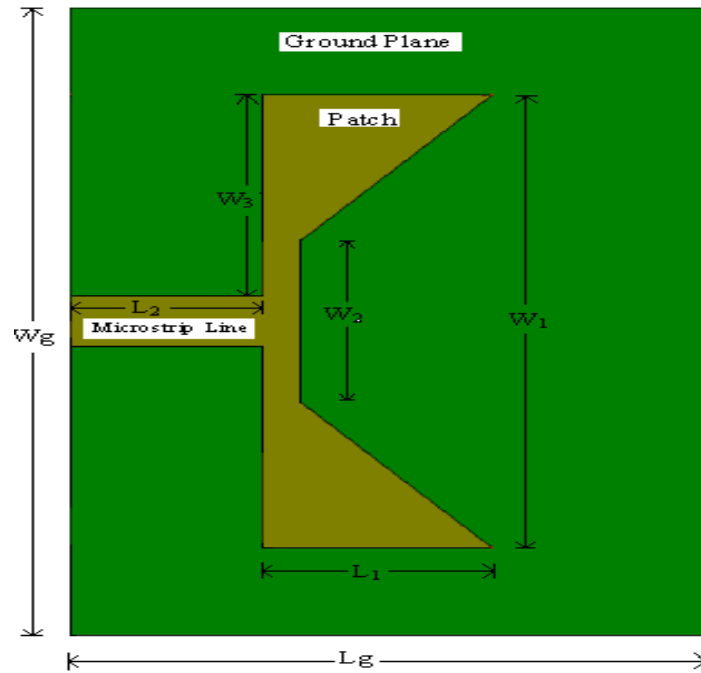 Ground Plane
Patch
W₃
L₂
Microstrip Line
Wg
W₂
W₁
L₁
Lg